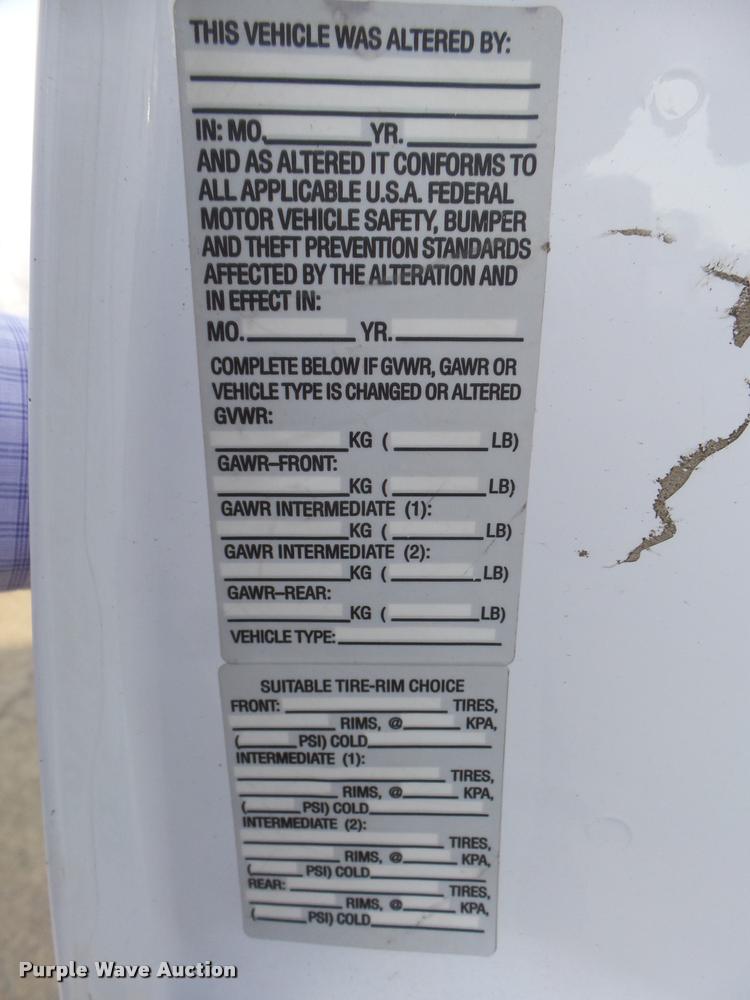 THIS VEHICLE WAS ALTERED BY:
IN: MO. YR.
AND AS ALTERED IT CONFORMS TO
ALL APPLICABLE U.S.A. FEDERAL
MOTOR VEHICLE SAFETY, BUMPER
AND THEFT PREVENTION STANDARDS
AFFECTED BY THE ALTERATION AND
IN EFFECT IN:
MO. YR.
COMPLETE BELOW IF GVWR, GAWR OR
VEHICLE TYPE IS CHANGED OR ALTERED
GVWR:
KG ( LB)
GAWR–FRONT:
KG ( LB)
GAWR INTERMEDIATE (1):
KG ( LB)
GAWR INTERMEDIATE (2):
KG ( LB)
GAWR–REAR:
KG ( LB)
VEHICLE TYPE:
SUITABLE TIRE-RIM CHOICE
FRONT: TIRES,
RIMS, @ KPA,
( PSI) COLD
INTERMEDIATE (1):
TIRES,
RIMS, @ KPA,
( PSI) COLD
INTERMEDIATE (2):
TIRES,
RIMS, @ KPA,
( PSI) COLD
REAR: TIRES,
RIMS, @ KPA,
( PSI) COLD
Purple Wave Auction